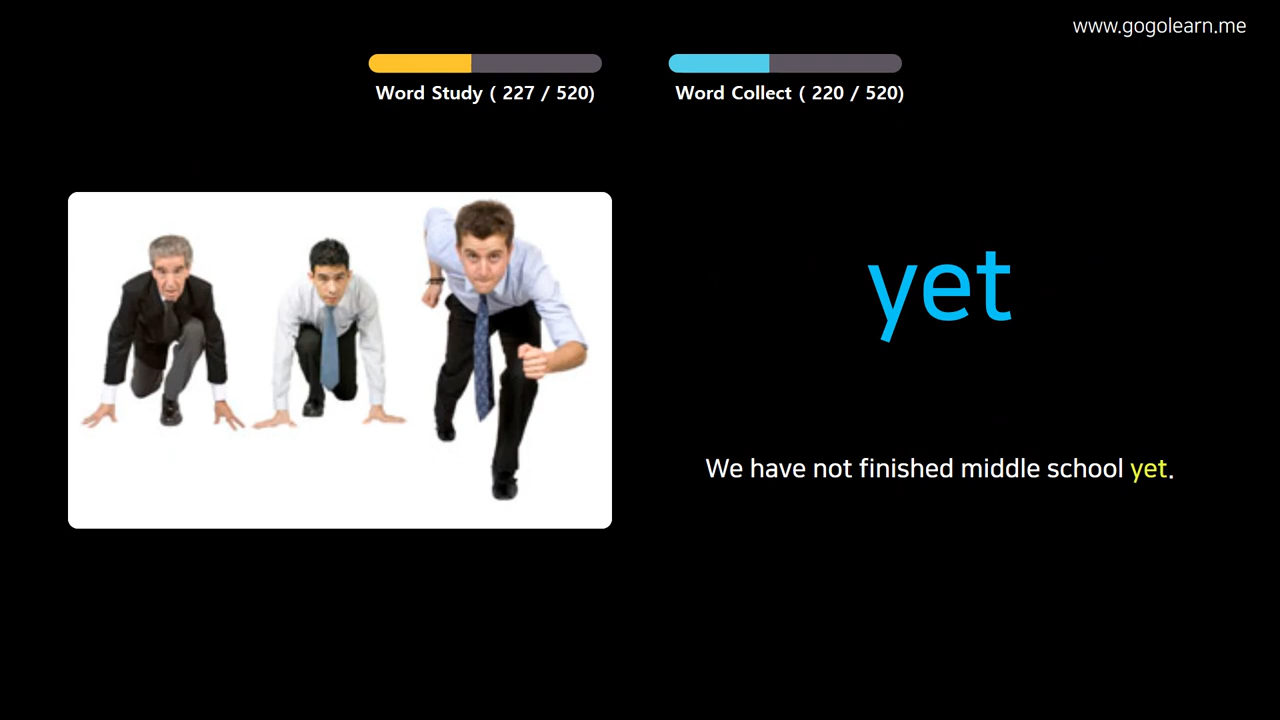 www.gogolearn.me
Word Study ( 227 / 520)
Word Collect ( 220 / 520)
yet
We have not finished middle school yet.